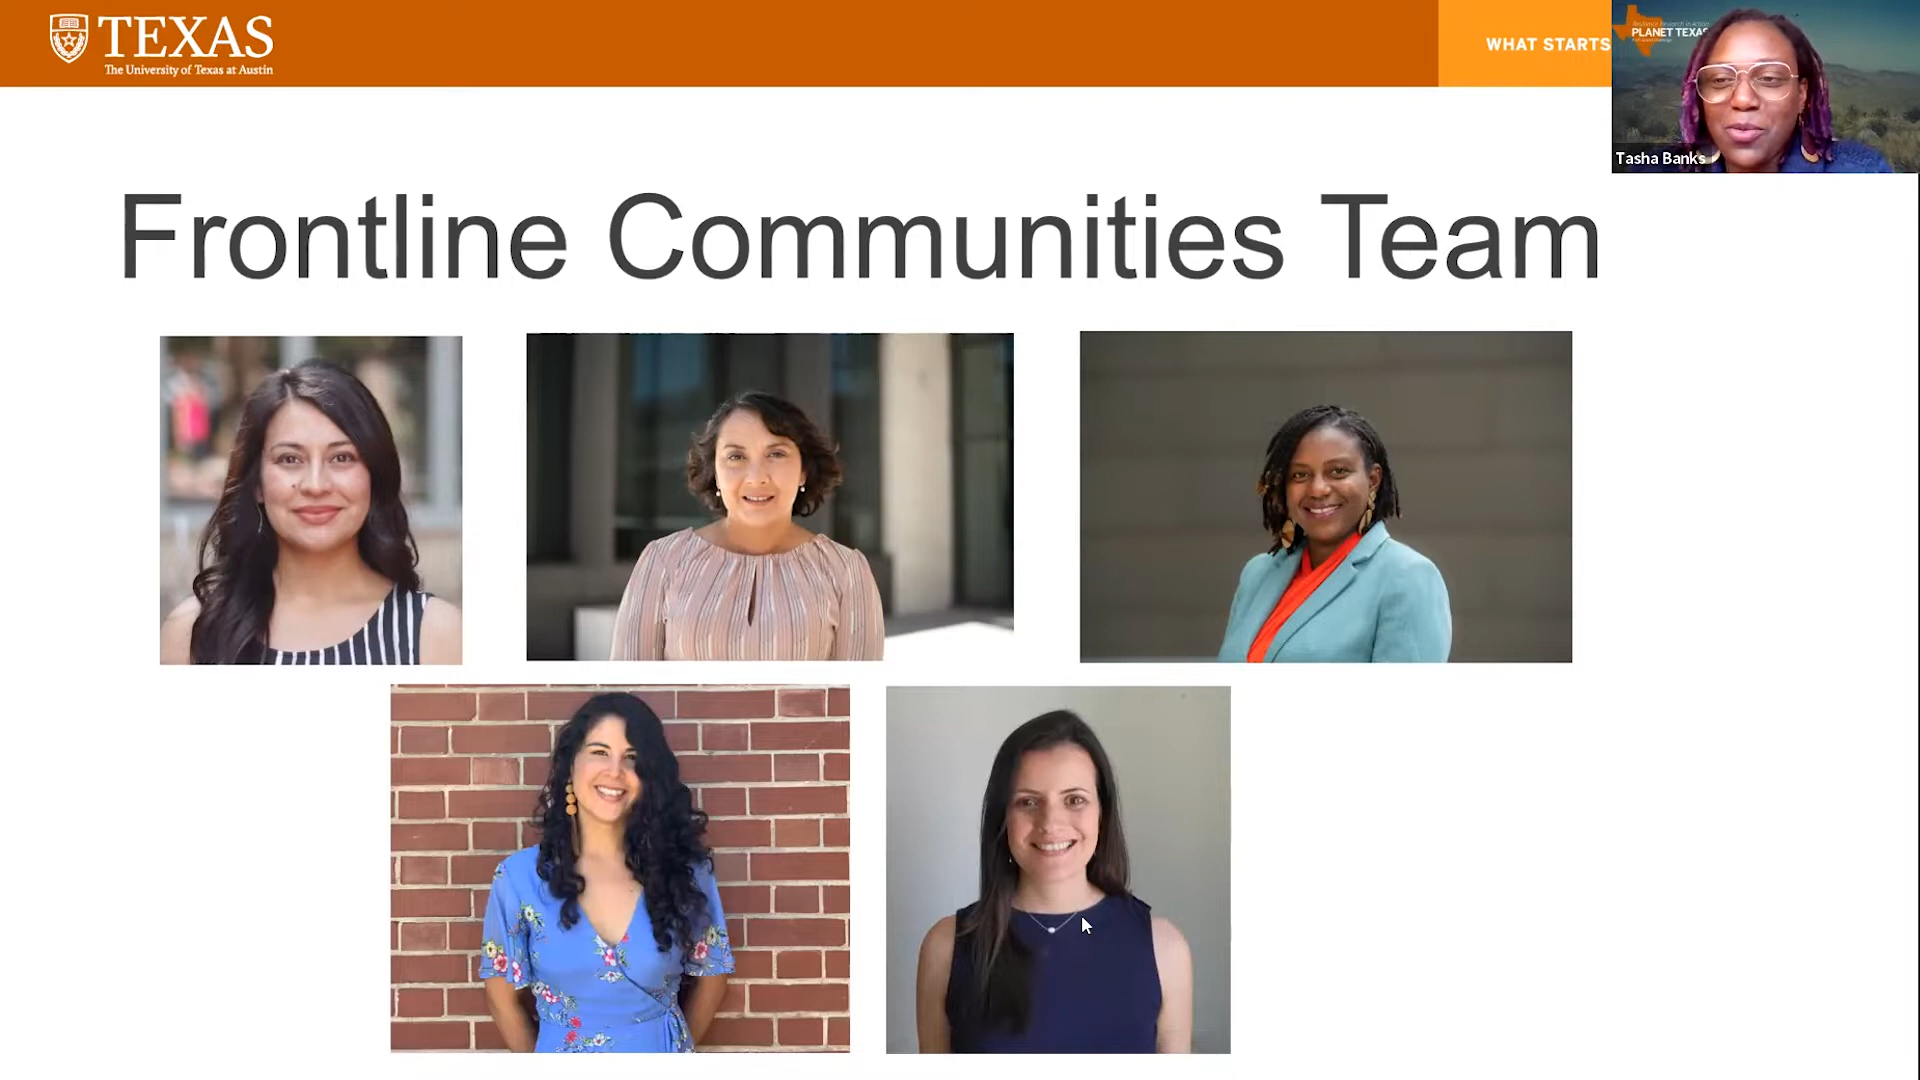 TEXAS
The University of Texas at Austin
WHAT STARTS
PLANET TEXAS
Tasha Banks
Frontline Communities Team